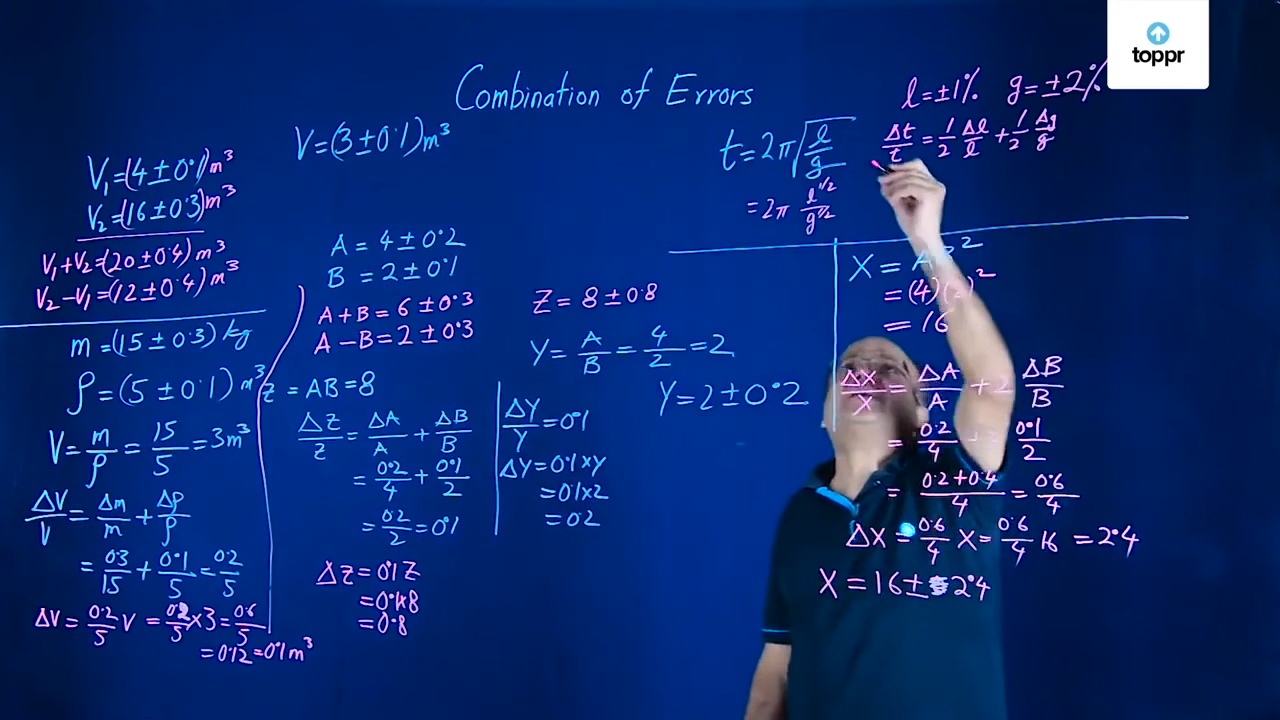 toppr
Combination of Errors
V₁=(4±0.1)m³
V₂=(16±0.3)m³
V₁+V₂=(20±0.4)m³
V₂−V₁=(12±0.4)m³
m=(15±0.3)kg
ρ=(5±0.1)m³
V=m/ρ=15/5=3m³
ΔV/V=Δm/m+Δρ/ρ
=0.3/15+0.1/5=0.2/5
ΔV=0.2/5 V=0.2/5×3=0.6/5
=0.12=0.1m³
V=(3±0.1)m³
A=4±0.2
B=2±0.1
A+B=6±0.3
A−B=2±0.3
Z=AB=8
ΔZ/Z=ΔA/A+ΔB/B
=0.2/4+0.1/2
=0.2/2=0.1
ΔZ=0.1Z
=0.1×8
=0.8
Z=8±0.8
Y=A/B=4/2=2
ΔY/Y=0.1
ΔY=0.1×Y
=0.1×2
=0.2
Y=2±0.2
t=2π√(l/g)
=2π l^1/2/g^1/2
l=±1% g=±2%
Δt/t=1/2 Δl/l+1/2 Δg/g
X=
=(4)( )²
=16
ΔX/X=ΔA/A+2 ΔB/B
=0.2/4 0.1/2
=(0.2+0.4)/4=0.6/4
ΔX=0.6/4 X=0.6/4 16=2.4
X=16±2.4